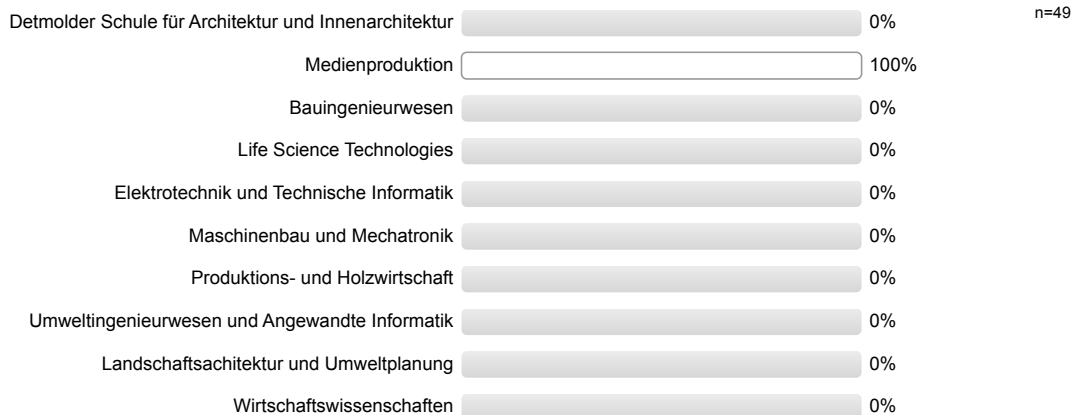 Detmolder Schule für Architektur und Innenarchitektur 0% n=49
Medienproduktion 100%
Bauingenieurwesen 0%
Life Science Technologies 0%
Elektrotechnik und Technische Informatik 0%
Maschinenbau und Mechatronik 0%
Produktions- und Holzwirtschaft 0%
Umweltingenieurwesen und Angewandte Informatik 0%
Landschaftsachitektur und Umweltplanung 0%
Wirtschaftswissenschaften 0%